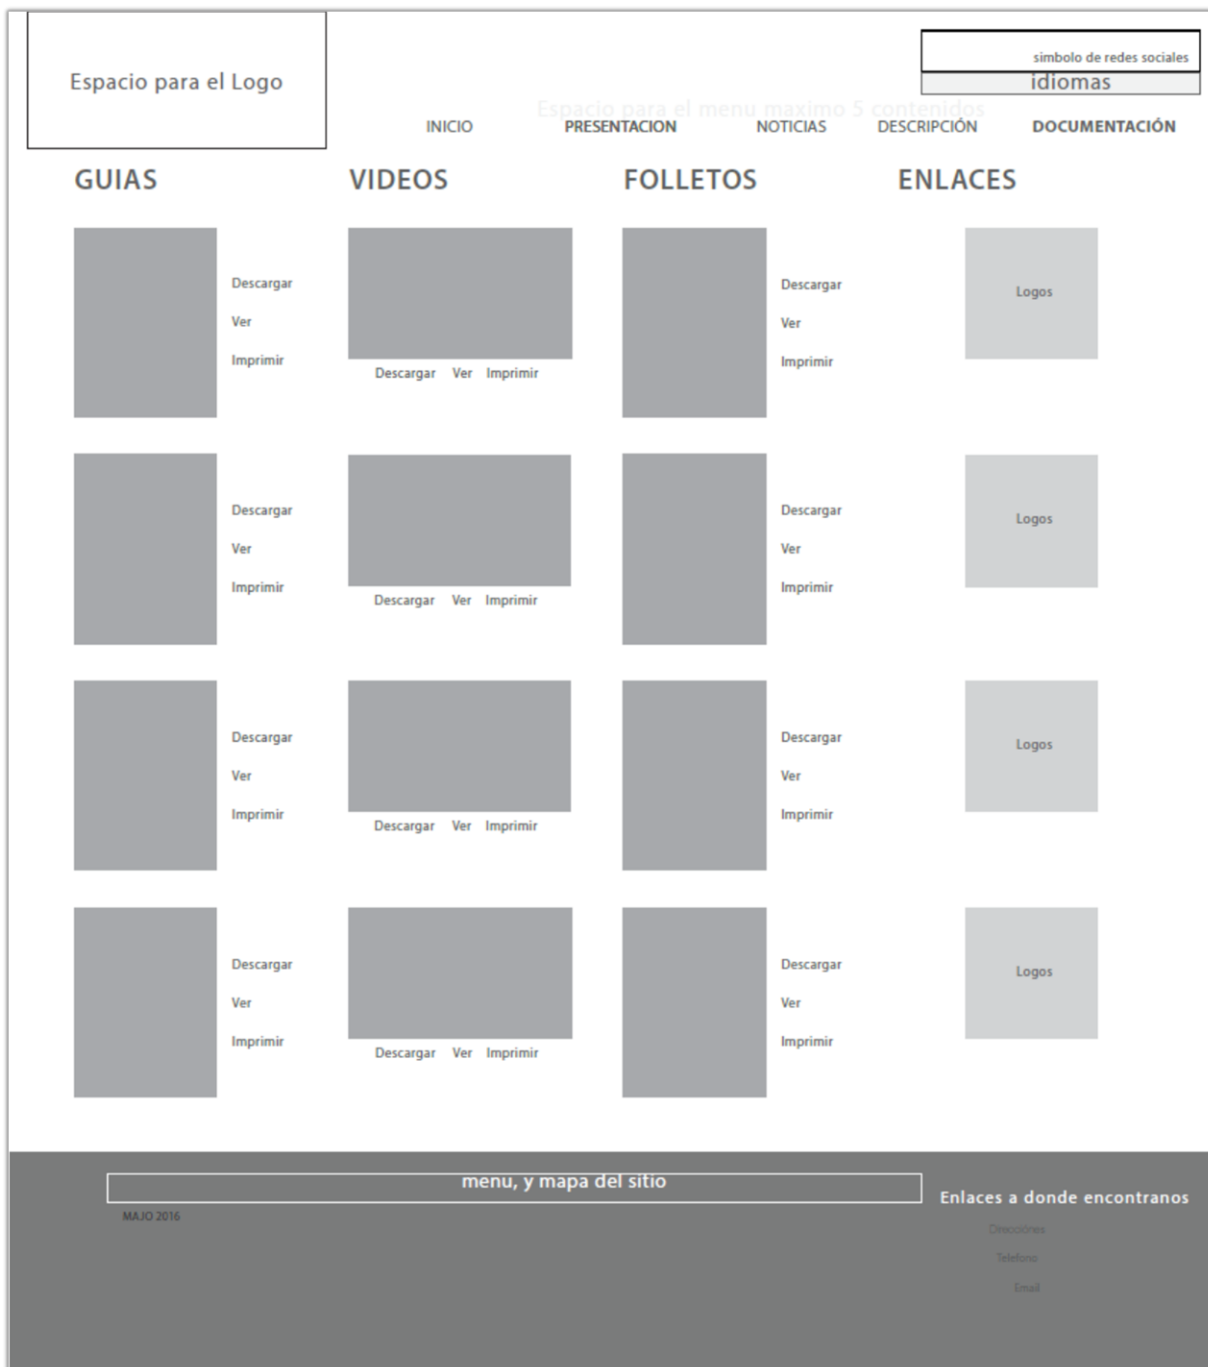 simbolo de redes sociales
Espacio para el Logo
idiomas
Espacio para el menu maximo 5 contenidos
INICIO PRESENTACION NOTICIAS DESCRIPCIÓN DOCUMENTACIÓN
GUIAS VIDEOS FOLLETOS ENLACES
Descargar
Ver
Imprimir
Descargar Ver Imprimir
Descargar
Ver
Imprimir
Logos
Descargar
Ver
Imprimir
Descargar Ver Imprimir
Descargar
Ver
Imprimir
Logos
Descargar
Ver
Imprimir
Descargar Ver Imprimir
Descargar
Ver
Imprimir
Logos
Descargar
Ver
Imprimir
Descargar Ver Imprimir
Descargar
Ver
Imprimir
Logos
menu, y mapa del sitio
MAJO 2016
Enlaces a donde encontranos
Direcciónes
Telefono
Email